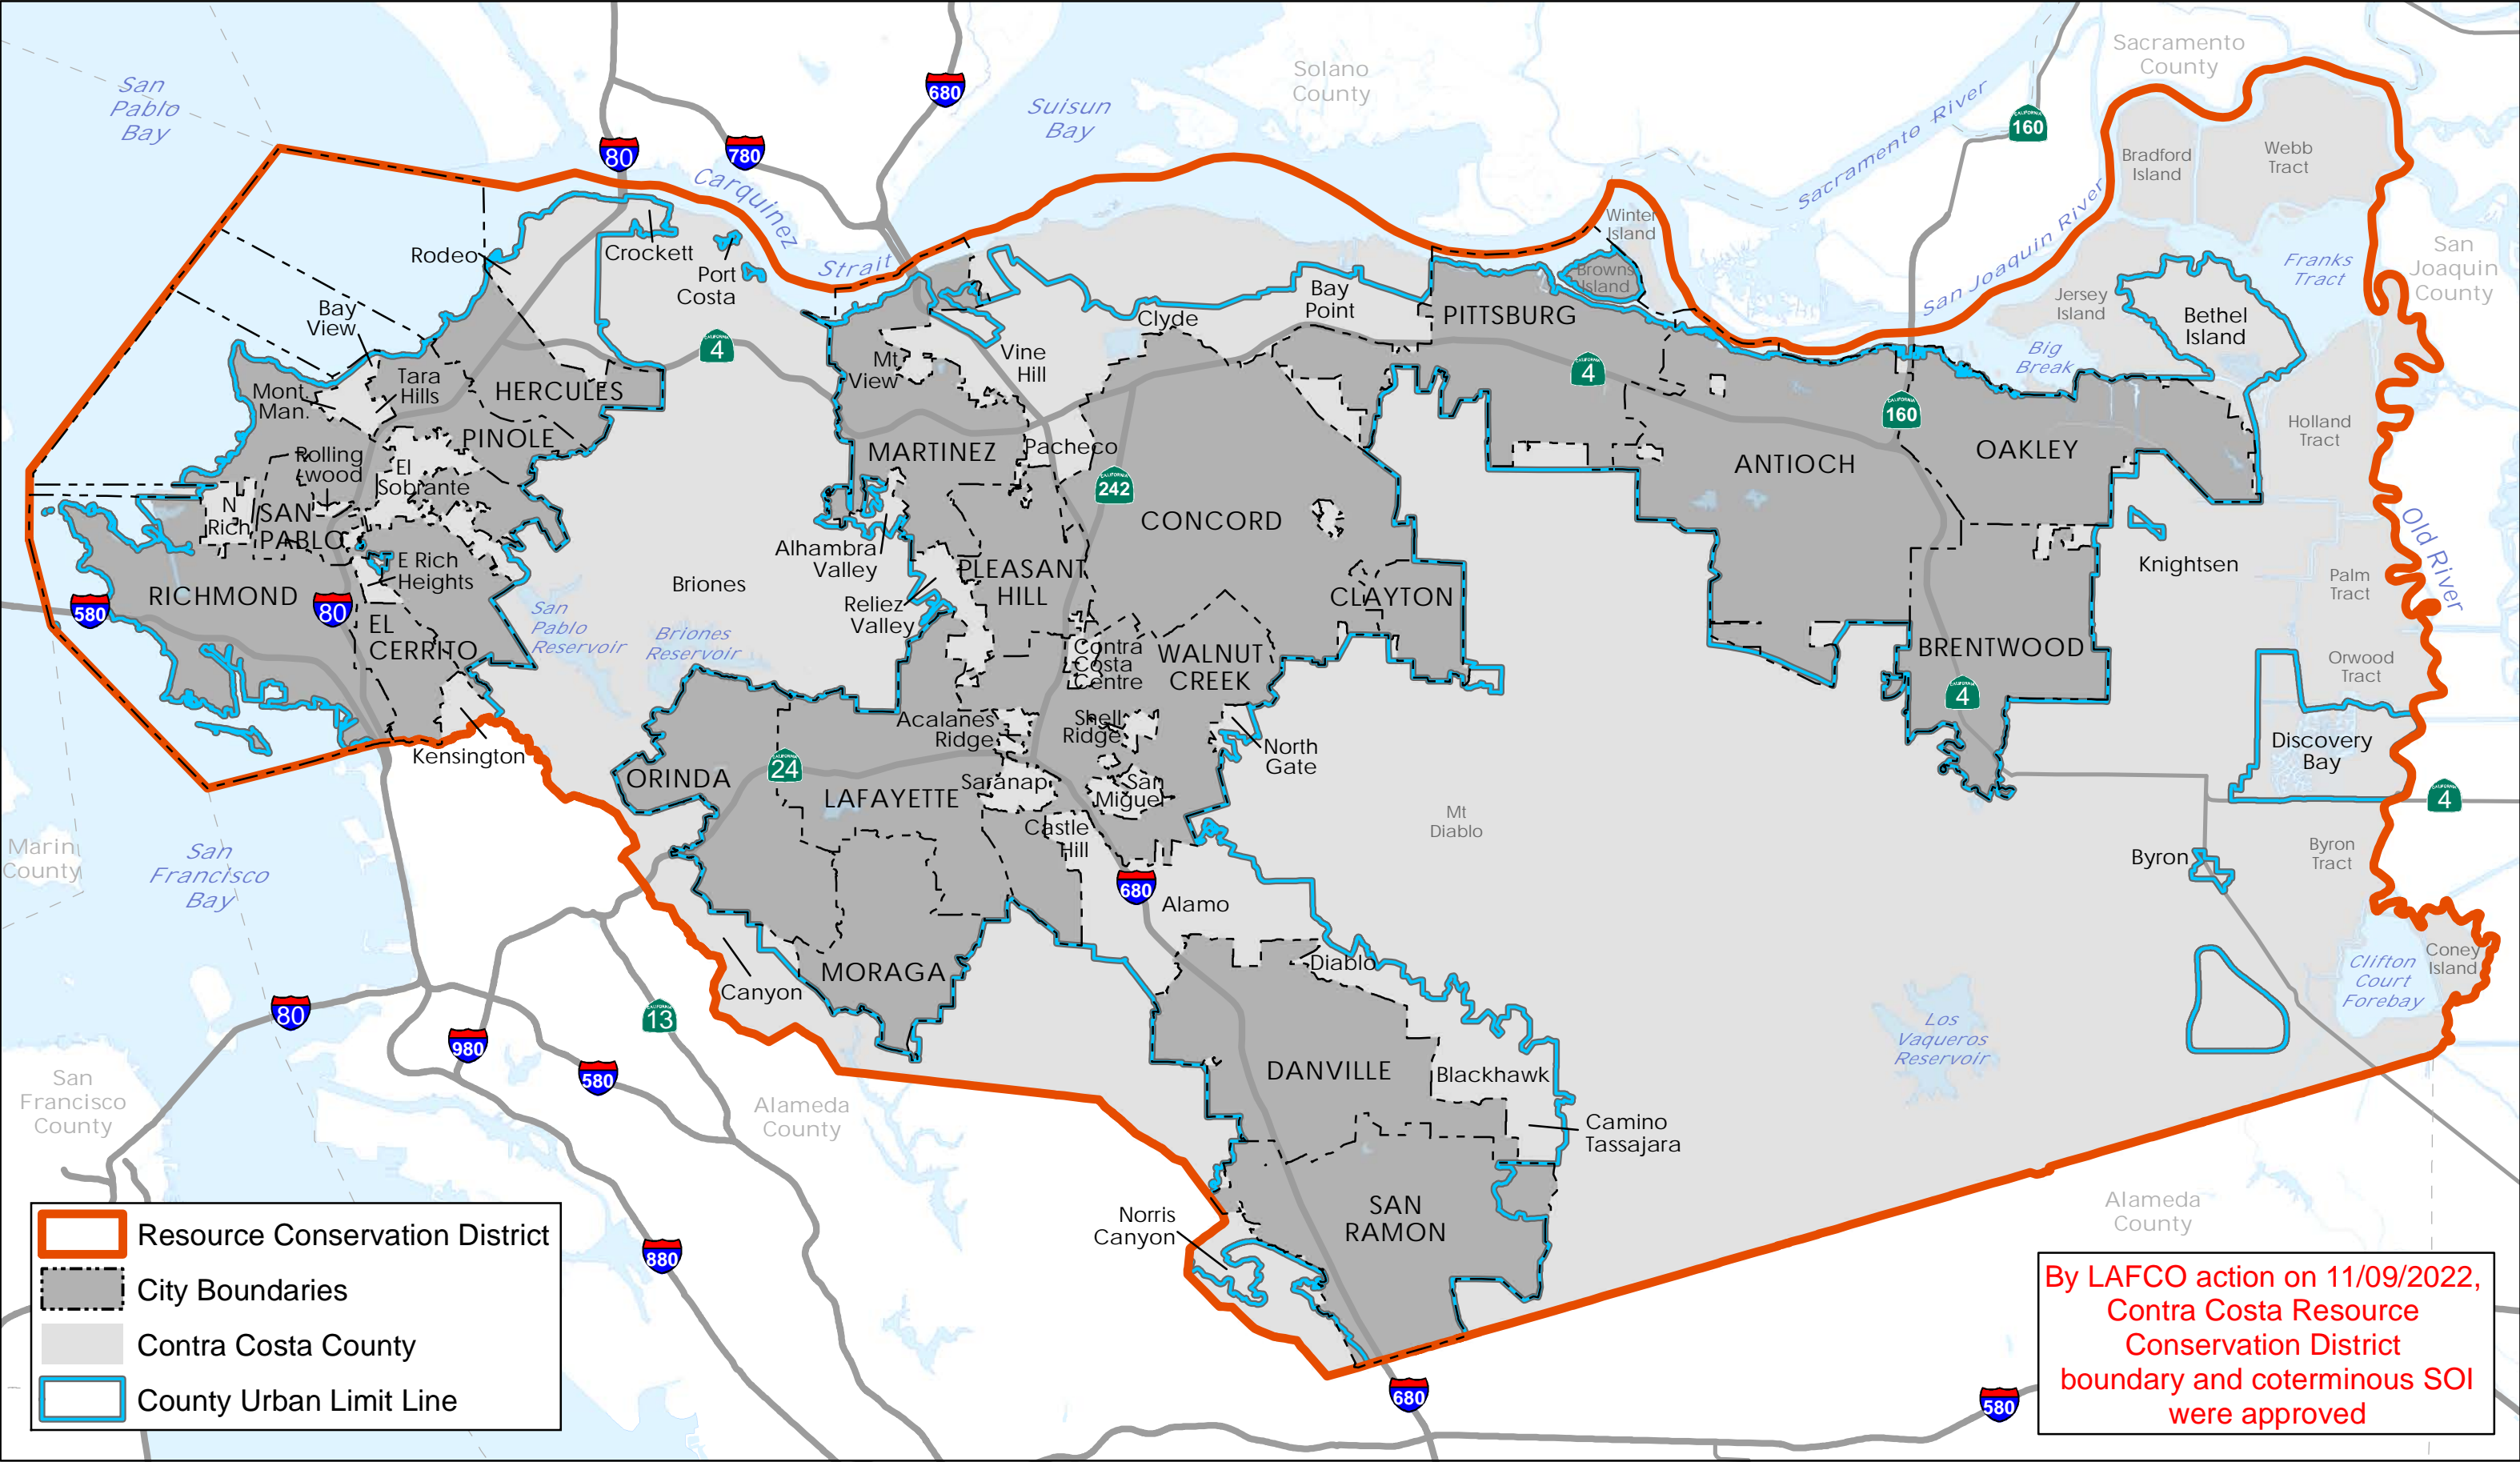 Sacramento
County
Solano
County
San
Pablo
Bay
Suisun
Bay
680
160
80
780
Carquinez
Strait
Sacramento River
San Joaquin River
Bradford
Island
Webb
Tract
Winter
Island
Browns
Island
San
Joaquin
County
Franks
Tract
Jersey
Island
Bethel
Island
Big
Break
Holland
Tract
Rodeo
Crockett
Port
Costa
Bay
View
4
Mt
View
Vine
Hill
Clyde
Bay
Point
PITTSBURG
4
160
Mont.
Man.
Tara
Hills
HERCULES
PINOLE
Rolling
wood
El
Sobrante
N
Rich
SAN
PABLO
E Rich
Heights
RICHMOND
580
80
EL
CERRITO
Kensington
San
Pablo
Reservoir
Briones
Briones
Reservoir
MARTINEZ
Pacheco
242
CONCORD
Alhambra
Valley
Reliez
Valley
PLEASANT
HILL
CLAYTON
Contra
Costa
Centre
WALNUT
CREEK
ANTIOCH
OAKLEY
Knightsen
Old River
Palm
Tract
Orwood
Tract
BRENTWOOD
4
Discovery
Bay
4
Acalanes
Ridge
Shell
Ridge
North
Gate
ORINDA
24
LAFAYETTE
Saranap
San
Miguel
Castle
Hill
Mt
Diablo
Byron
Byron
Tract
Marin
County
San
Francisco
Bay
680
Alamo
MORAGA
Canyon
Diablo
Coney
Island
Clifton
Court
Forebay
80
980
13
580
Los
Vaqueros
Reservoir
DANVILLE
Blackhawk
Camino
Tassajara
San
Francisco
County
Alameda
County
SAN
RAMON
Norris
Canyon
Alameda
County
880
680
580
Resource Conservation District
City Boundaries
Contra Costa County
County Urban Limit Line
By LAFCO action on 11/09/2022,
Contra Costa Resource
Conservation District
boundary and coterminous SOI
were approved